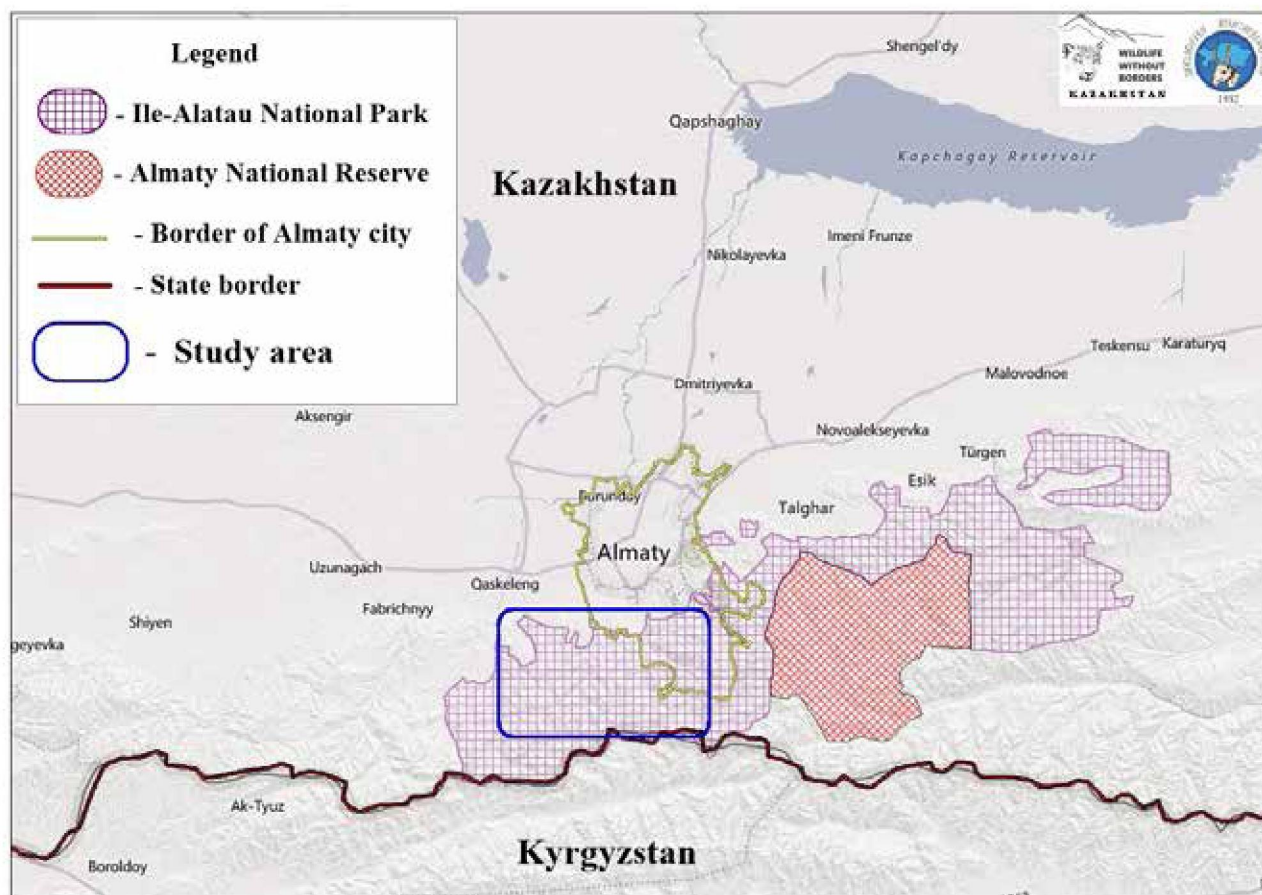 Legend
- Ile-Alatau National Park
- Almaty National Reserve
- Border of Almaty city
- State border
- Study area
WILDLIFE
WITHOUT
BORDERS
KAZAKHSTAN
1932
Shengel'dy
Qapshaghay
Kapchagay Reservoir
Kazakhstan
Imeni Frunze
Nikolayevka
Teskensu
Karaturyq
Malovodnoe
Dmitriyevka
Aksengir
Novoalekseyevka
Türgen
Esik
Burunday
Talghar
Almaty
Uzunagach
Qaskeleng
Fabrichnyy
Shiyen
geyevka
Ak-Tyuz
Kyrgyzstan
Boroldoy